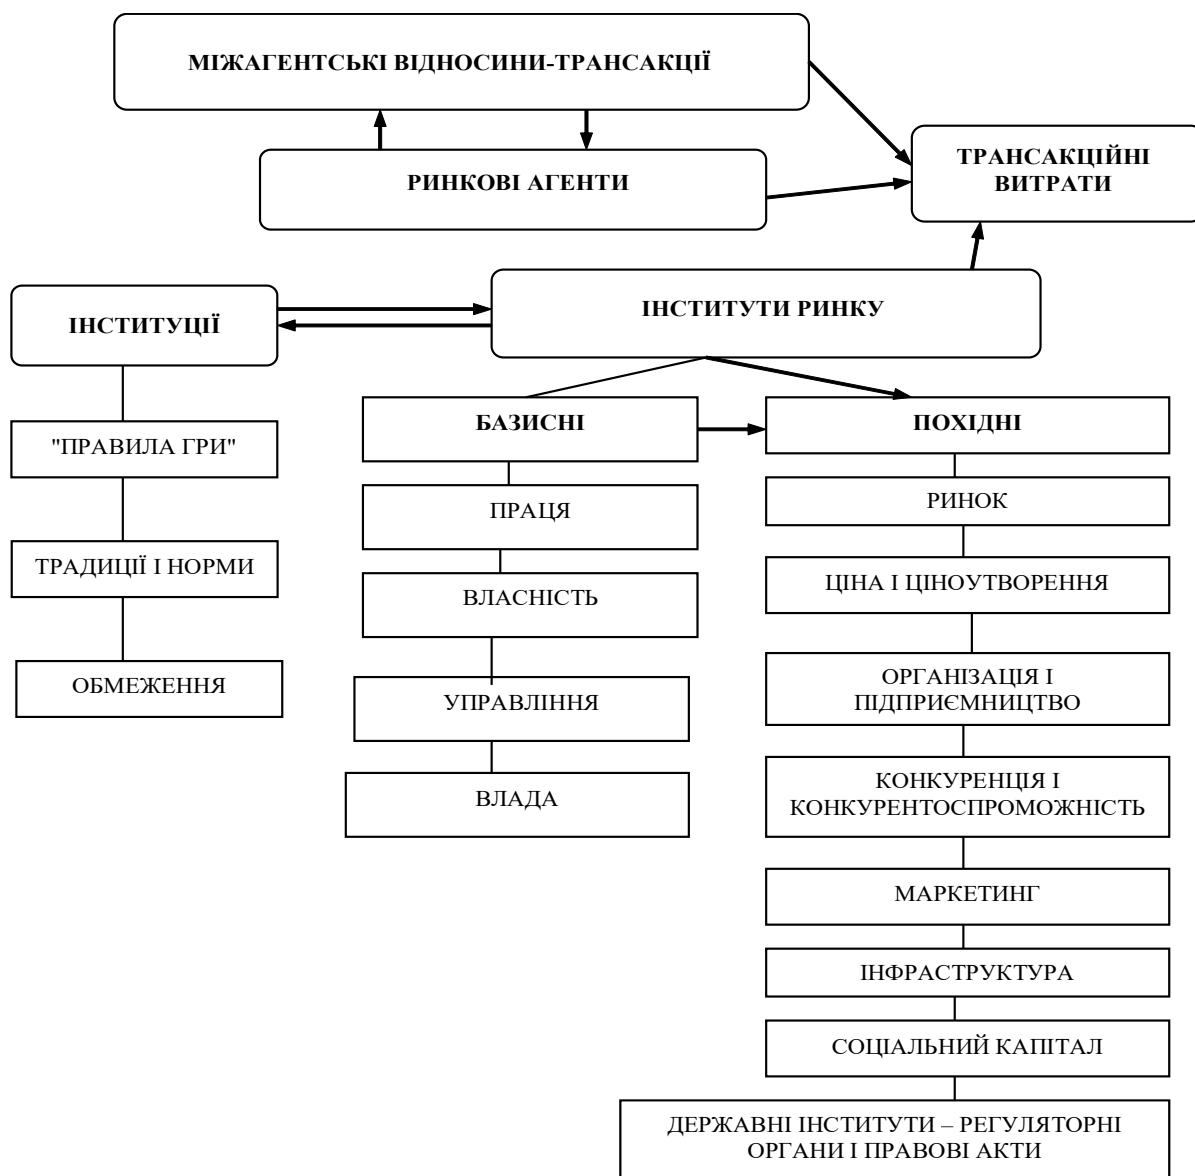 МІЖАГЕНТСЬКІ ВІДНОСИНИ-ТРАНСАКЦІЇ
РИНКОВІ АГЕНТИ
ТРАНСАКЦІЙНІ
ВИТРАТИ
ІНСТИТУЦІЇ
ІНСТИТУТИ РИНКУ
"ПРАВИЛА ГРИ"
ТРАДИЦІЇ І НОРМИ
ОБМЕЖЕННЯ
БАЗИСНІ
ПРАЦЯ
ВЛАСНІСТЬ
УПРАВЛІННЯ
ВЛАДА
ПОХІДНІ
РИНОК
ЦІНА І ЦІНОУТВОРЕННЯ
ОРГАНІЗАЦІЯ І
ПІДПРИЄМНИЦТВО
КОНКУРЕНЦІЯ І
КОНКУРЕНТОСПРОМОЖНІСТЬ
МАРКЕТИНГ
ІНФРАСТРУКТУРА
СОЦІАЛЬНИЙ КАПІТАЛ
ДЕРЖАВНІ ІНСТИТУТИ – РЕГУЛЯТОРНІ
ОРГАНИ І ПРАВОВІ АКТИ